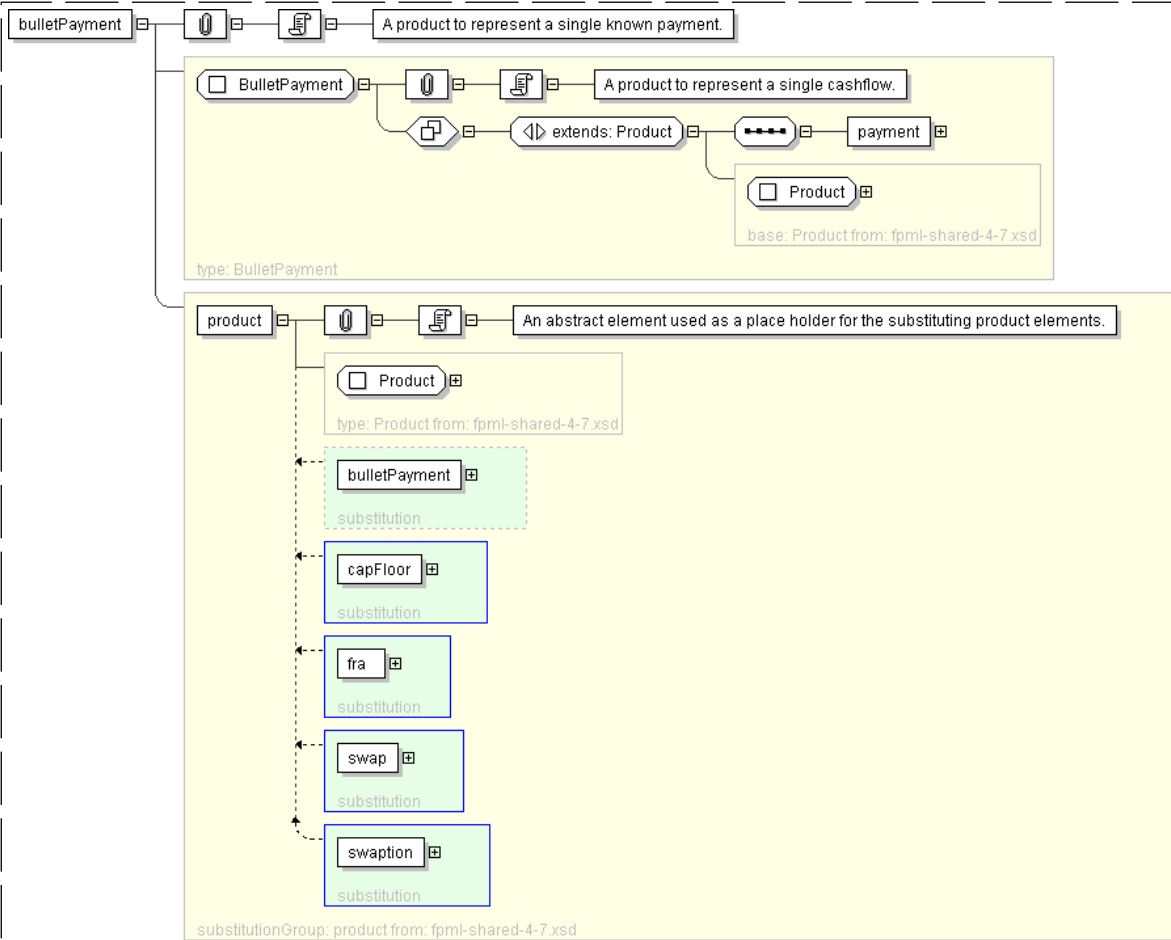 bulletPayment A product to represent a single known payment.
BulletPayment A product to represent a single cashflow.
extends: Product payment
Product
base: Product from: fpml-shared-4-7.xsd
type: BulletPayment
product An abstract element used as a place holder for the substituting product elements.
Product
type: Product from: fpml-shared-4-7.xsd
bulletPayment
substitution
capFloor
substitution
fra
substitution
swap
substitution
swaption
substitution
substitutionGroup: product from: fpml-shared-4-7.xsd